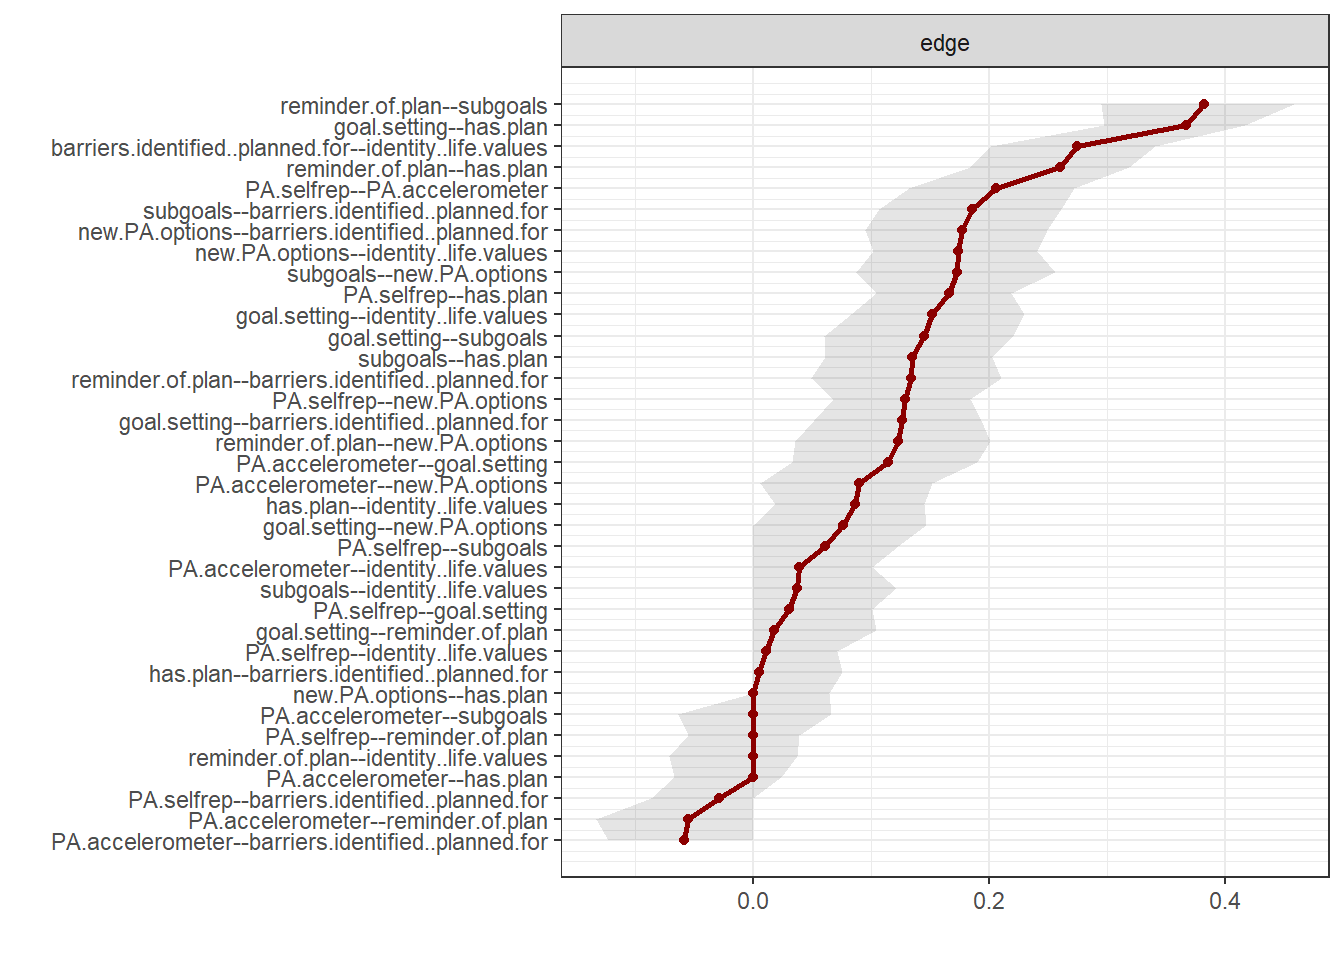 edge
reminder.of.plan--subgoals
goal.setting--has.plan
barriers.identified..planned.for--identity..life.values
reminder.of.plan--has.plan
PA.selfrep--PA.accelerometer
subgoals--barriers.identified..planned.for
new.PA.options--barriers.identified..planned.for
new.PA.options--identity..life.values
subgoals--new.PA.options
PA.selfrep--has.plan
goal.setting--identity..life.values
goal.setting--subgoals
subgoals--has.plan
reminder.of.plan--barriers.identified..planned.for
PA.selfrep--new.PA.options
goal.setting--barriers.identified..planned.for
reminder.of.plan--new.PA.options
PA.accelerometer--goal.setting
PA.accelerometer--new.PA.options
has.plan--identity..life.values
goal.setting--new.PA.options
PA.selfrep--subgoals
PA.accelerometer--identity..life.values
subgoals--identity..life.values
PA.selfrep--goal.setting
goal.setting--reminder.of.plan
PA.selfrep--identity..life.values
has.plan--barriers.identified..planned.for
new.PA.options--has.plan
PA.accelerometer--subgoals
PA.selfrep--reminder.of.plan
reminder.of.plan--identity..life.values
PA.accelerometer--has.plan
PA.selfrep--barriers.identified..planned.for
PA.accelerometer--reminder.of.plan
PA.accelerometer--barriers.identified..planned.for
0.0 0.2 0.4